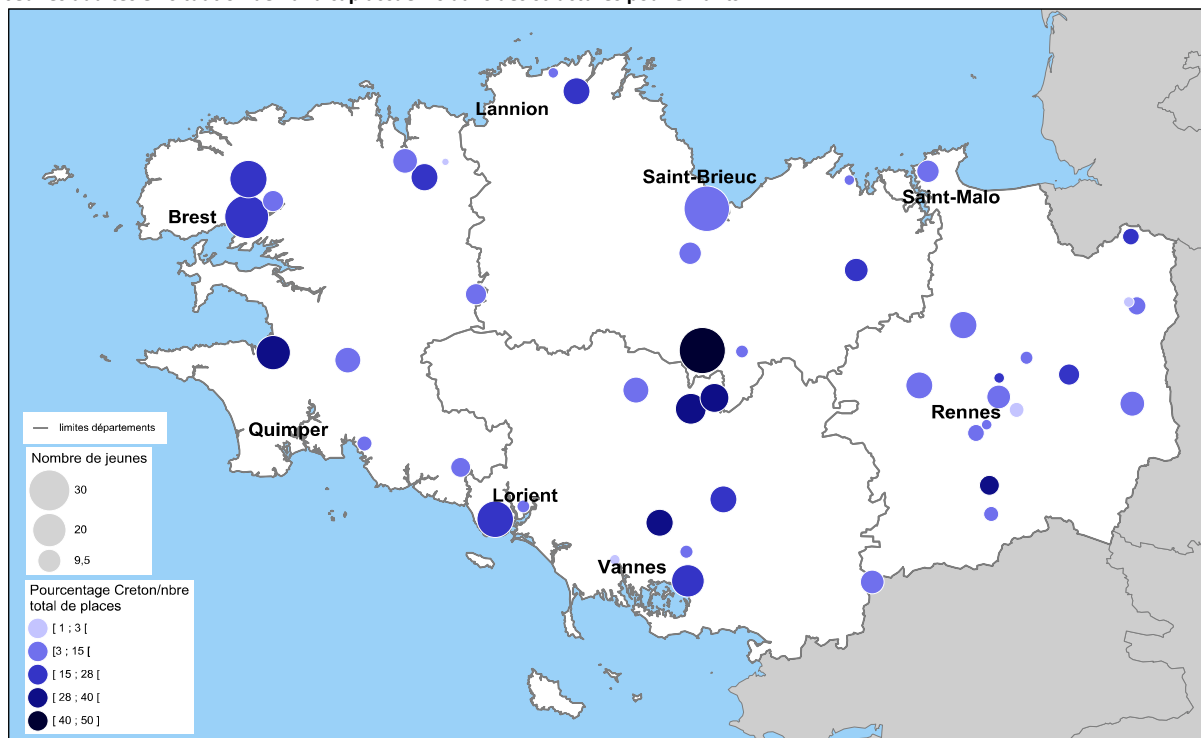 Lannion
Saint-Brieuc
Saint-Malo
Brest
Rennes
Quimper
Lorient
Vannes
limites départements
Nombre de jeunes
30
20
9,5
Pourcentage Creton/nbre
total de places
[ 1 ; 3 [
[3 ; 15 [
[ 15 ; 28 [
[ 28 ; 40 [
[ 40 ; 50 ]